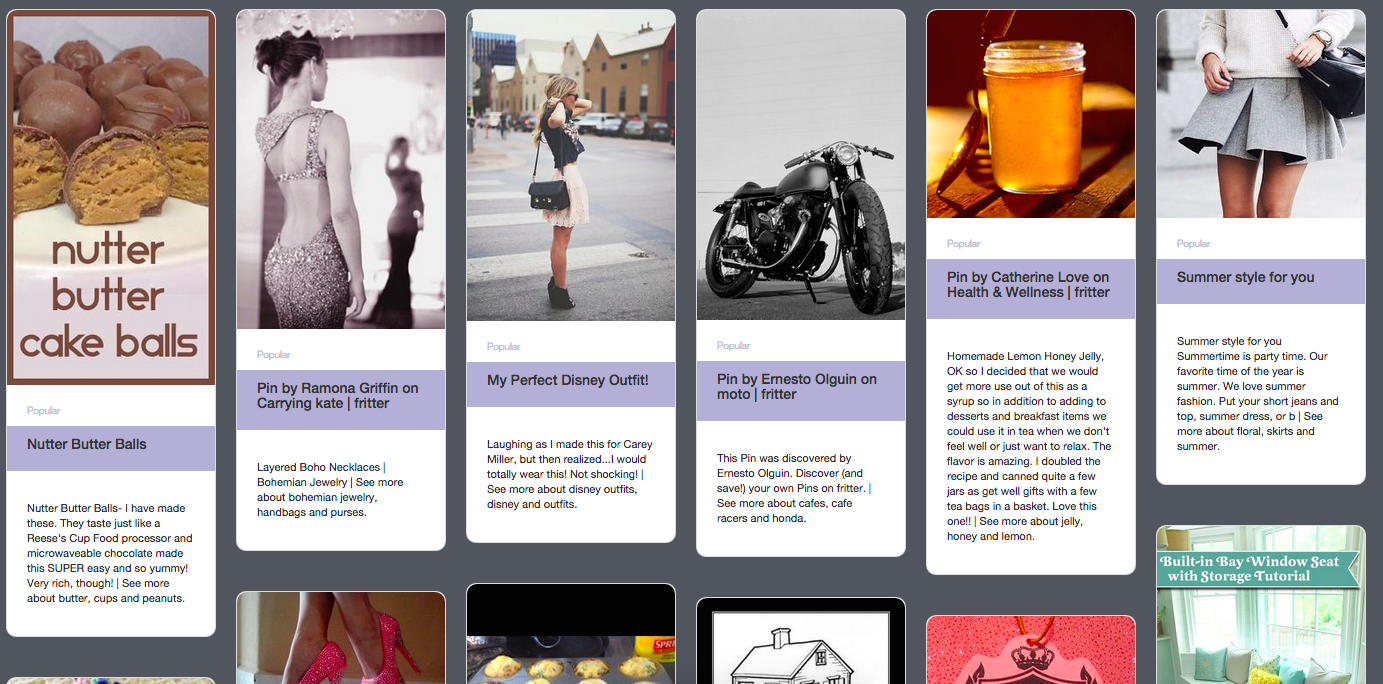 nutter
butter
cake balls
Popular
Nutter Butter Balls
Nutter Butter Balls- I have made
these. They taste just like a
Reese's Cup Food processor and
microwaveable chocolate made
this SUPER easy and so yummy!
Very rich, though! | See more
about butter, cups and peanuts.
Popular
Pin by Ramona Griffin on
Carrying kate | fritter
Layered Boho Necklaces |
Bohemian Jewelry | See more
about bohemian jewelry,
handbags and purses.
Popular
My Perfect Disney Outfit!
Laughing as I made this for Carey
Miller, but then realized...I would
totally wear this! Not shocking! |
See more about disney outfits,
disney and outfits.
Popular
Pin by Ernesto Olguin on
moto | fritter
This Pin was discovered by
Ernesto Olguin. Discover (and
save!) your own Pins on fritter. |
See more about cafes, cafe
racers and honda.
Popular
Pin by Catherine Love on
Health & Wellness | fritter
Homemade Lemon Honey Jelly,
OK so I decided that we would
get more use out of this as a
syrup so in addition to adding to
desserts and breakfast items we
could use it in tea when we don't
feel well or just want to relax. The
flavor is amazing. I doubled the
recipe and canned quite a few
jars as get well gifts with a few
tea bags in a basket. Love this
one!! | See more about jelly,
honey and lemon.
Popular
Summer style for you
Summer style for you
Summertime is party time. Our
favorite time of the year is
summer. We love summer
fashion. Put your short jeans and
top, summer dress, or b | See
more about floral, skirts and
summer.
Built-in Bay Window Seat
with Storage Tutorial